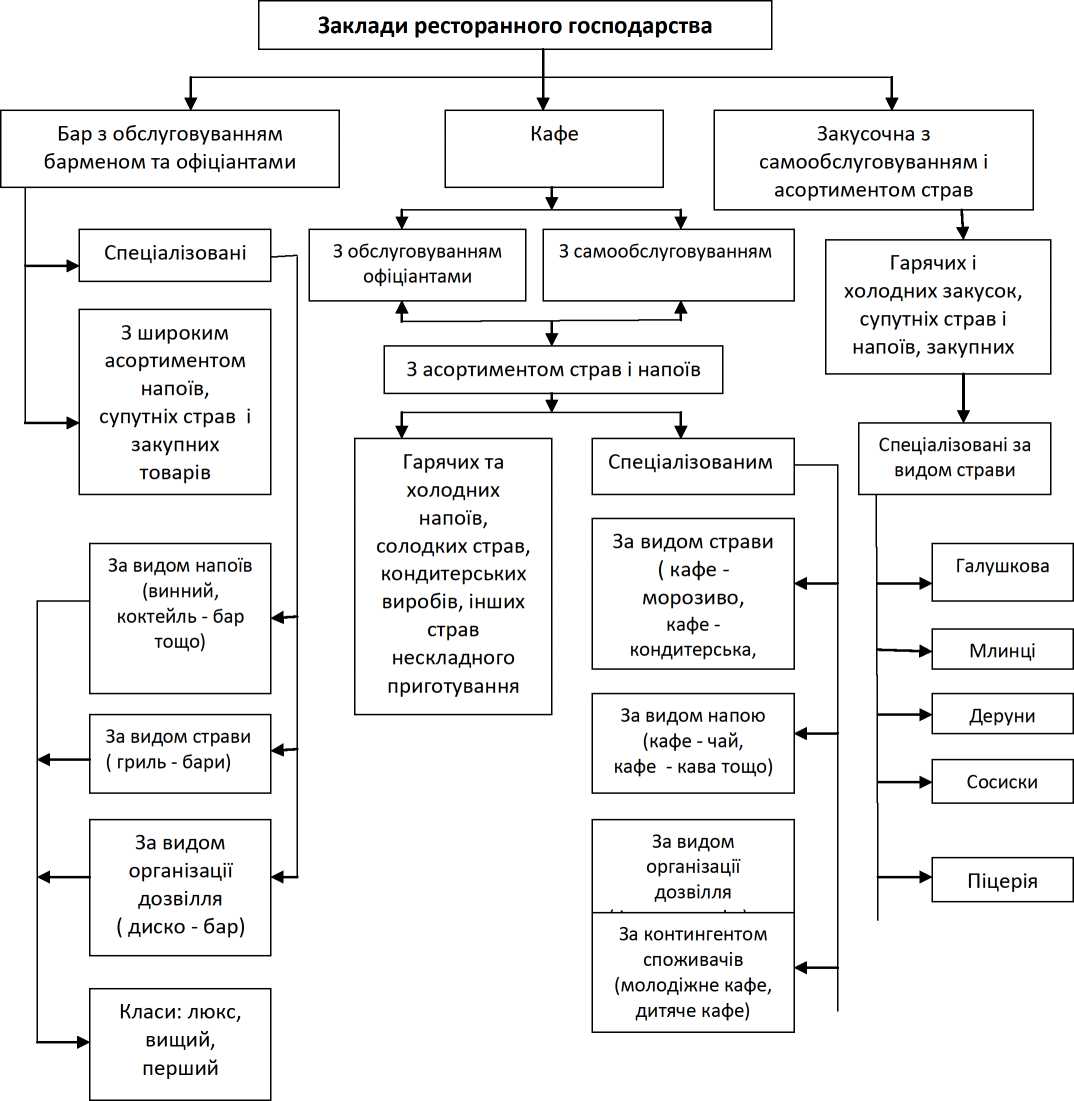 Заклади ресторанного господарства
Бар з обслуговуванням
барменом та офіціантами
Кафе
Закусочна з
самообслуговуванням і
асортиментом страв
Спеціалізовані
З широким
асортиментом
напоїв,
супутніх страв і
закупних
товарів
За видом напоїв
(винний,
коктейль - бар
тощо)
За видом страви
( гриль - бари)
За видом
організації
дозвілля
( диско - бар)
Класи: люкс,
вищий,
перший
З обслуговуванням
офіціантами
З самообслуговуванням
З асортиментом страв і напоїв
Гарячих та
холодних
напоїв,
солодких страв,
кондитерських
виробів, інших
страв
нескладного
приготування
Спеціалізованим
За видом страви
( кафе -
морозиво,
кафе -
кондитерська,
За видом напою
(кафе - чай,
кафе - кава тощо)
За видом
організації
дозвілля
За контингентом
споживачів
(молодіжне кафе,
дитяче кафе)
Гарячих і
холодних закусок,
супутніх страв і
напоїв, закупних
Спеціалізовані за
видом страви
Галушкова
Млинці
Деруни
Сосиски
Піцерія